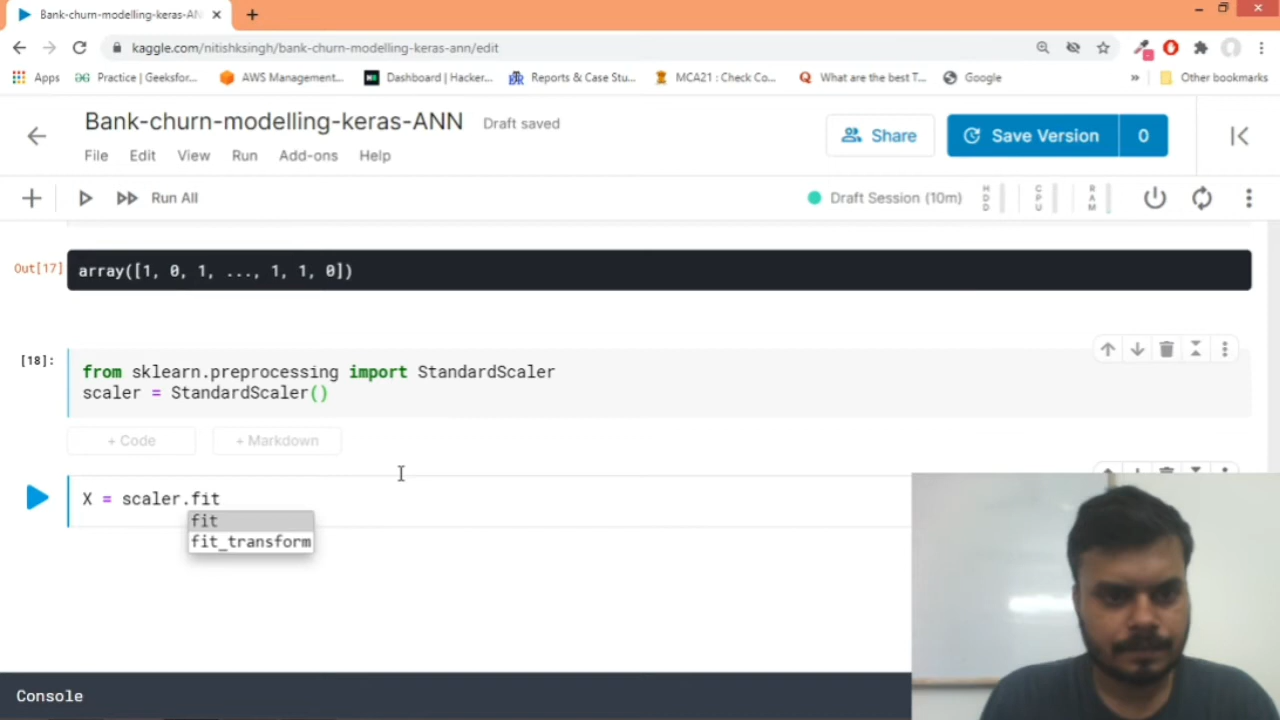 Bank-churn-modelling-keras-AN
kaggle.com/nitishksingh/bank-churn-modelling-keras-ann/edit
Apps Practice | Geeksfor... AWS Management... Dashboard | Hacker... Reports & Case Stu... MCA21 : Check Co... What are the best T... Google » Other bookmarks
Bank-churn-modelling-keras-ANN Draft saved
Share Save Version 0
File Edit View Run Add-ons Help
Run All Draft Session (10m) HDD CPU RAM
Out[17] array([1, 0, 1, ..., 1, 1, 0])
[18]:
from sklearn.preprocessing import StandardScaler
scaler = StandardScaler()
+ Code + Markdown
X = scaler.fit
fit
fit_transform
Console